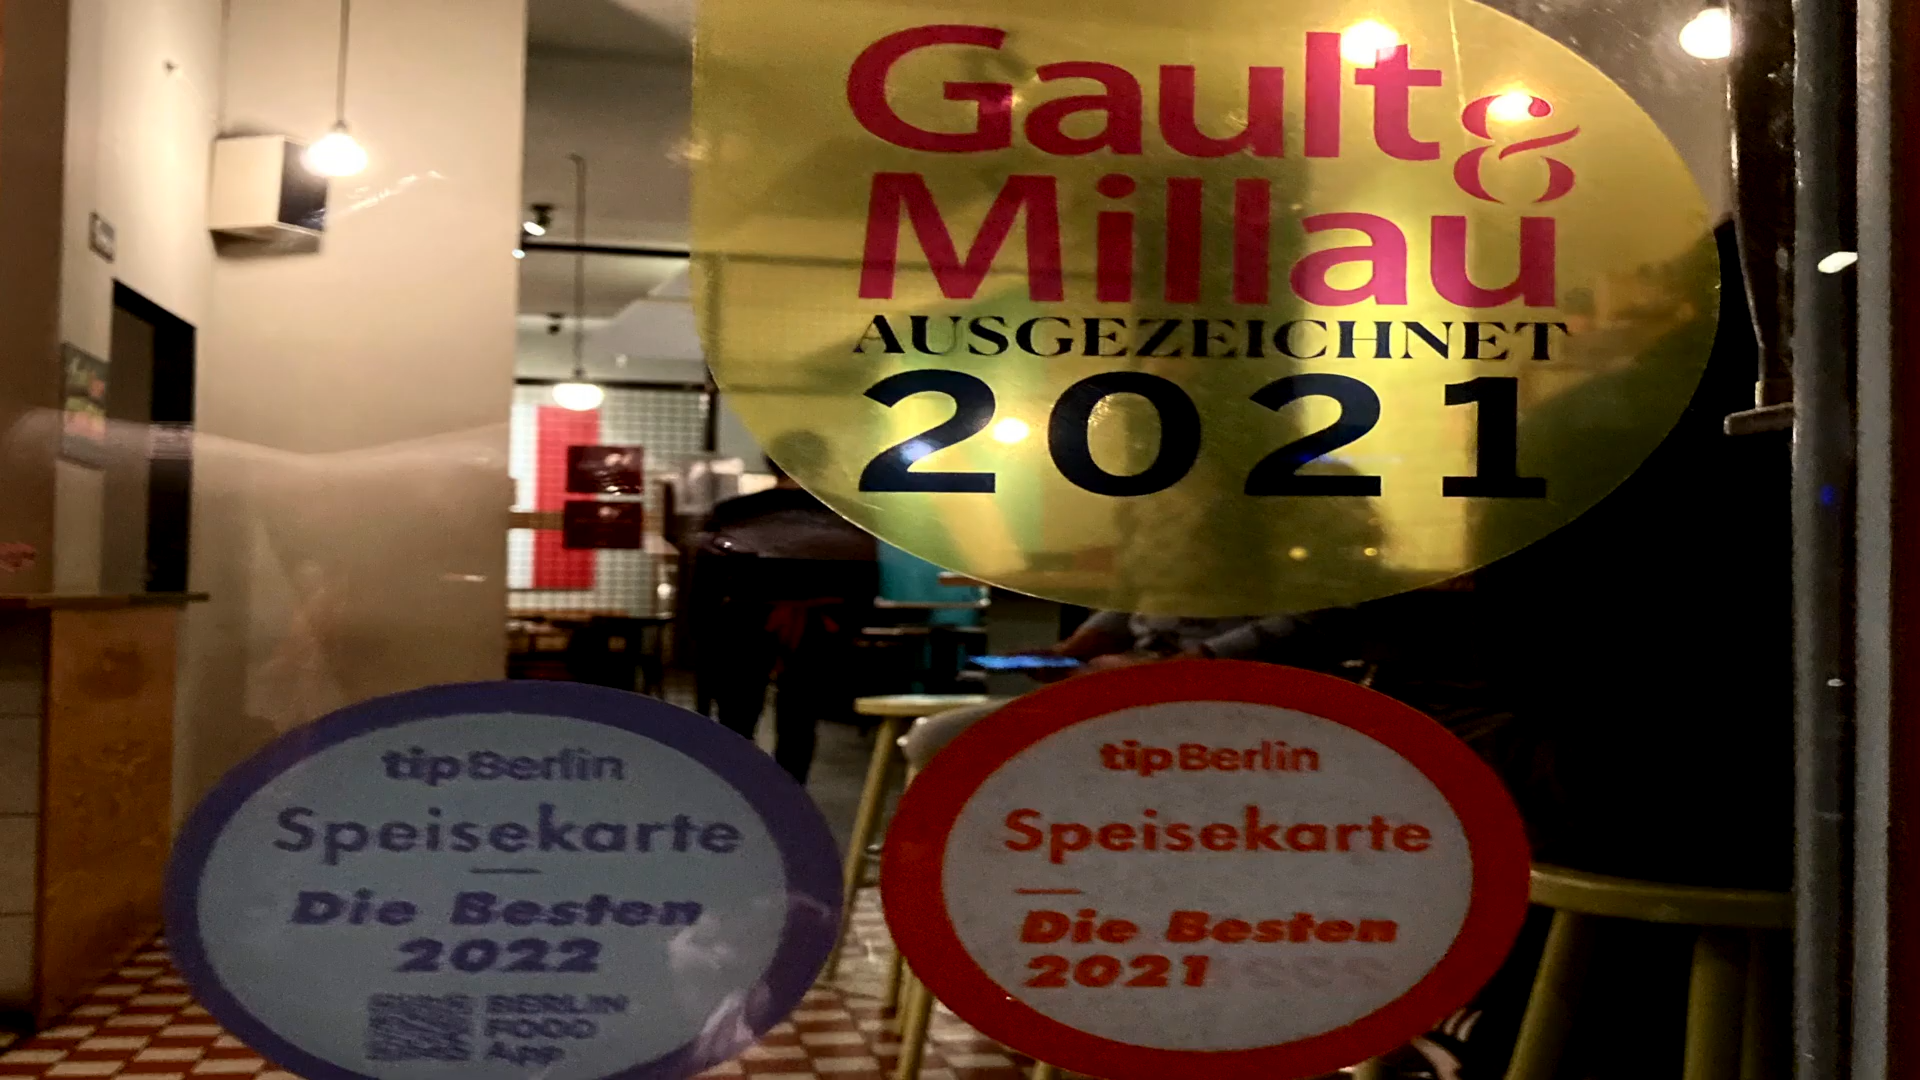 Gault&
Millau
AUSGEZEICHNET
2021
tipBerlin
Speisekarte
Die Besten
2022
BERLIN
FOOD
App
tipBerlin
Speisekarte
Die Besten
2021